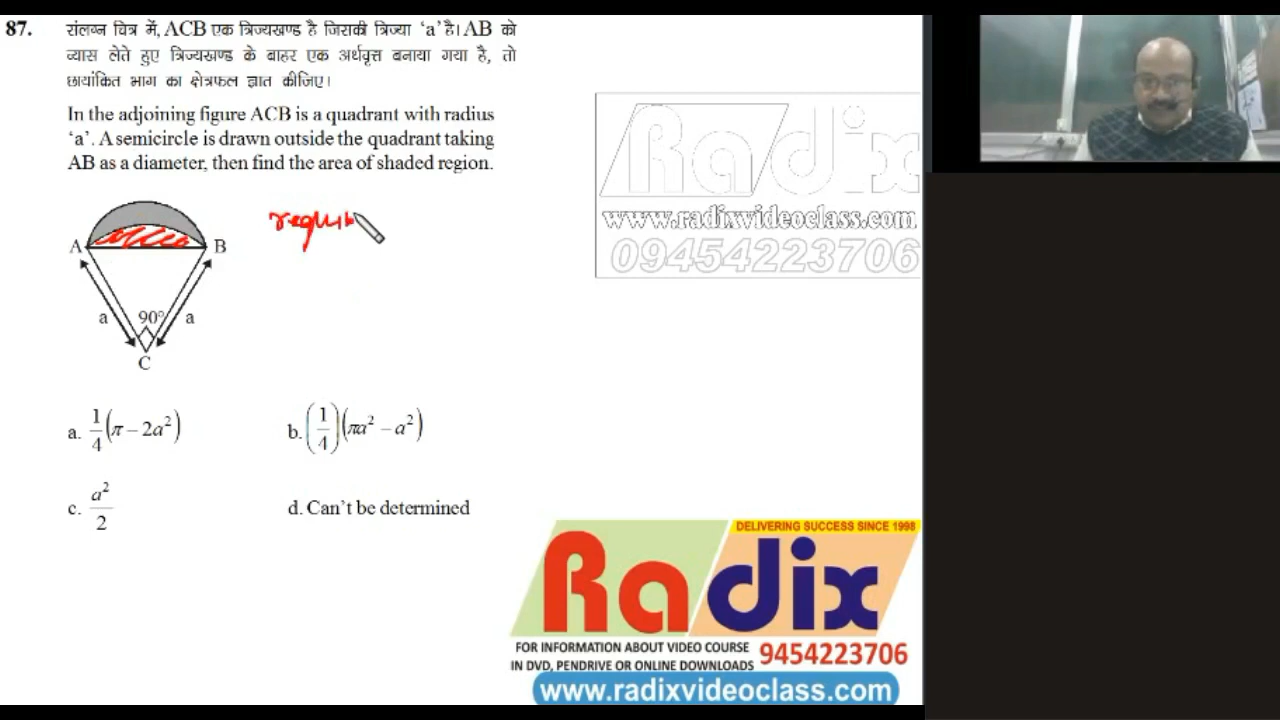 87. संलग्न चित्र में, ACB एक त्रिज्यखण्ड है जिसकी त्रिज्या ‘a’ है। AB को
व्यास लेते हुए त्रिज्यखण्ड के बाहर एक अर्धवृत्त बनाया गया है, तो
छायांकित भाग का क्षेत्रफल ज्ञात कीजिए।
In the adjoining figure ACB is a quadrant with radius
‘a’. A semicircle is drawn outside the quadrant taking
AB as a diameter, then find the area of shaded region.
A B
a 90° a
C
a. 1/4 (π − 2a²) b. (1/4)(πa² − a²)
c. a²/2 d. Can’t be determined
Radix
www.radixvideoclass.com
09454223706
DELIVERING SUCCESS SINCE 1998
Radix
FOR INFORMATION ABOUT VIDEO COURSE
IN DVD, PENDRIVE OR ONLINE DOWNLOADS 9454223706
www.radixvideoclass.com